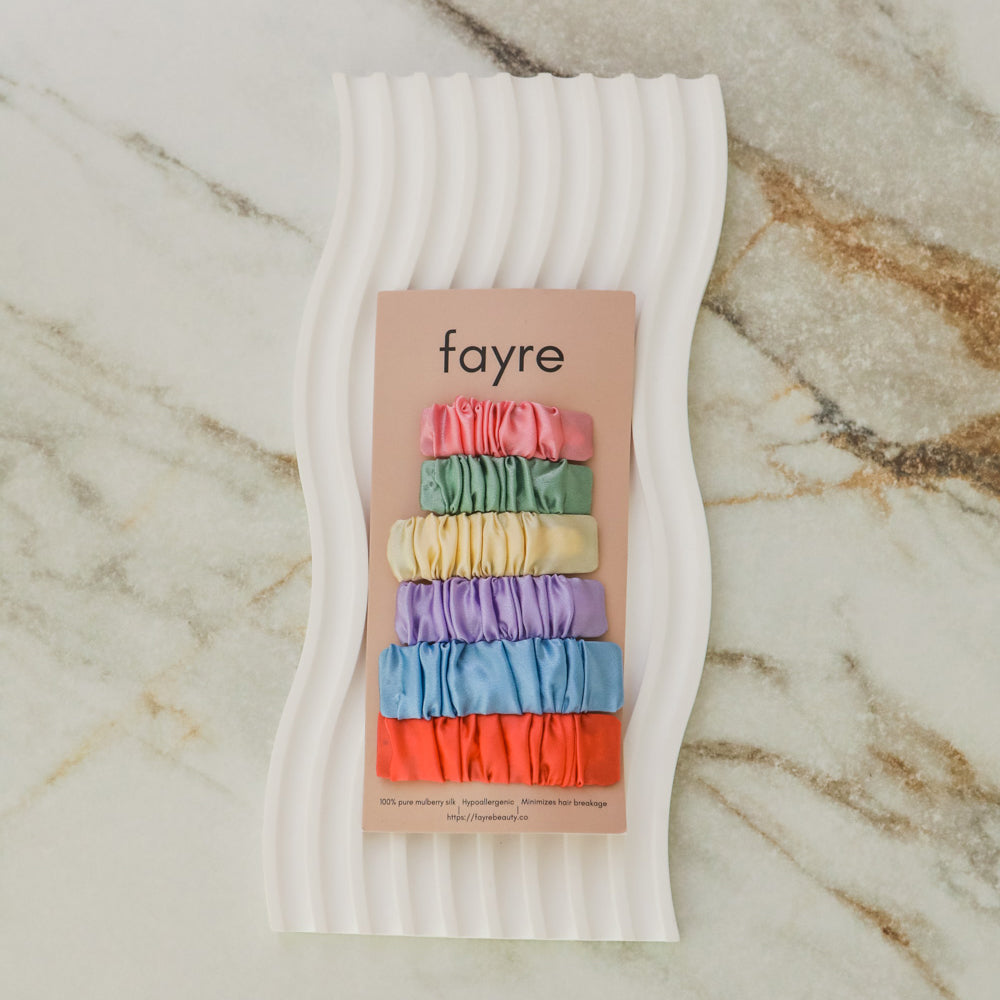 fayre
100% pure mulberry silk | Hypoallergenic | Minimizes hair breakage
https://fayrebeauty.co